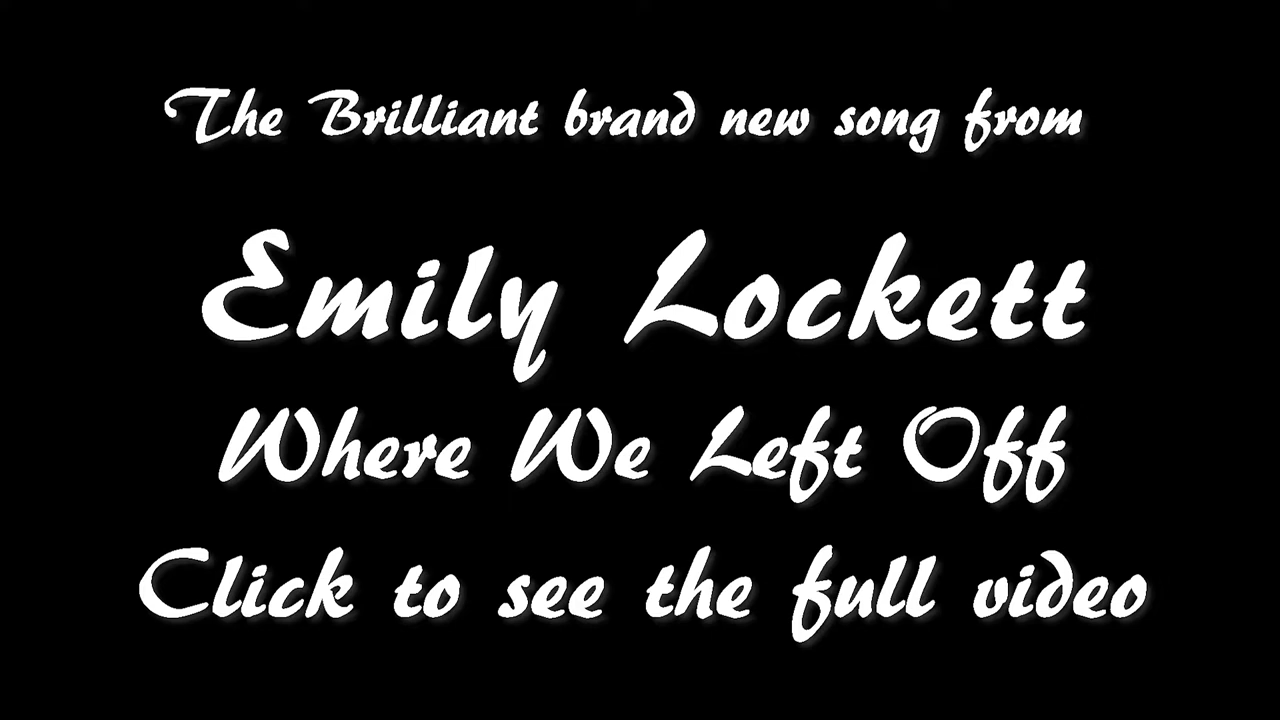 The Brilliant brand new song from
Emily Lockett
Where We Left Off
Click to see the full video